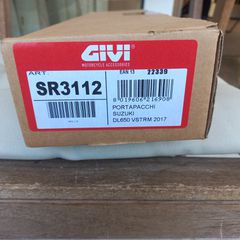 GIVI
MOTORCYCLE ACCESSORIES
ART.
EAN 13
22339
SR3112
8019606216908
PORTAPACCHI
SUZUKI
DL650 VSTRM 2017